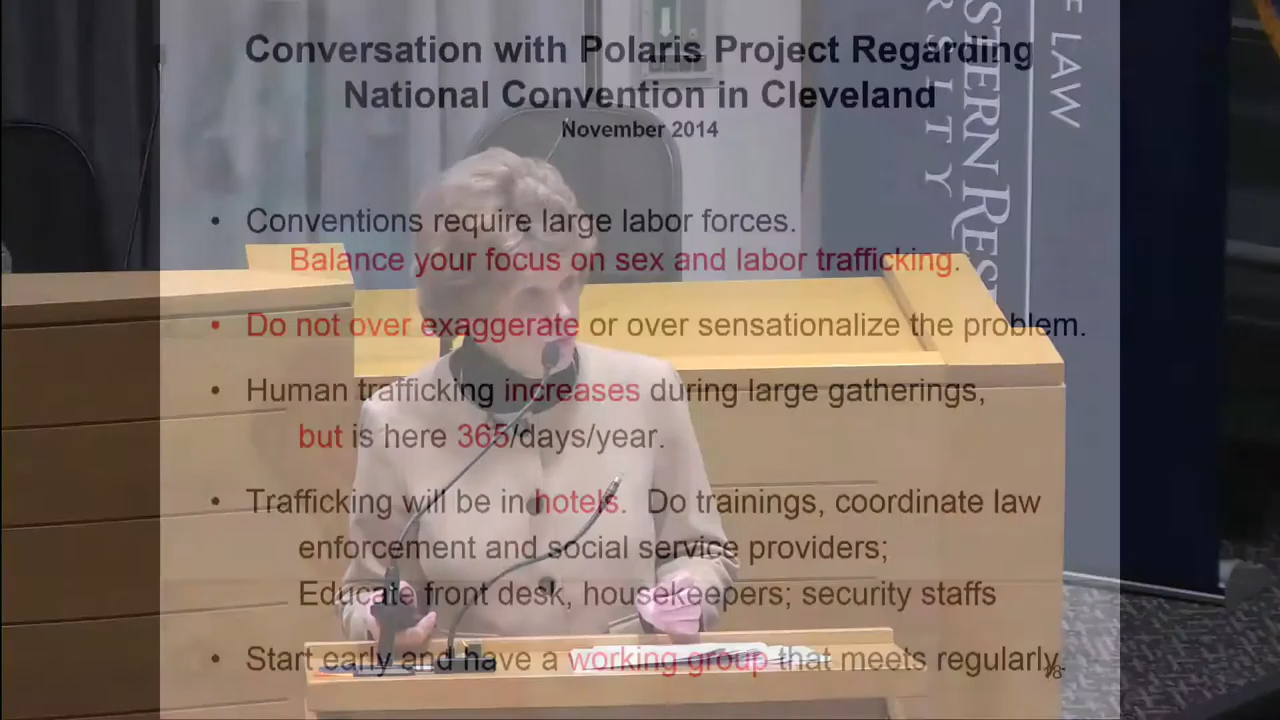 Conversation with Polaris Project Regarding
National Convention in Cleveland
November 2014
• Conventions require large labor forces.
Balance your focus on sex and labor trafficking.
• Do not over exaggerate or over sensationalize the problem.
• Human trafficking increases during large gatherings,
but is here 365/days/year.
• Trafficking will be in hotels. Do trainings, coordinate law
enforcement and social service providers;
Educate front desk, housekeepers; security staffs
• Start early and have a working group that meets regularly.
LAW